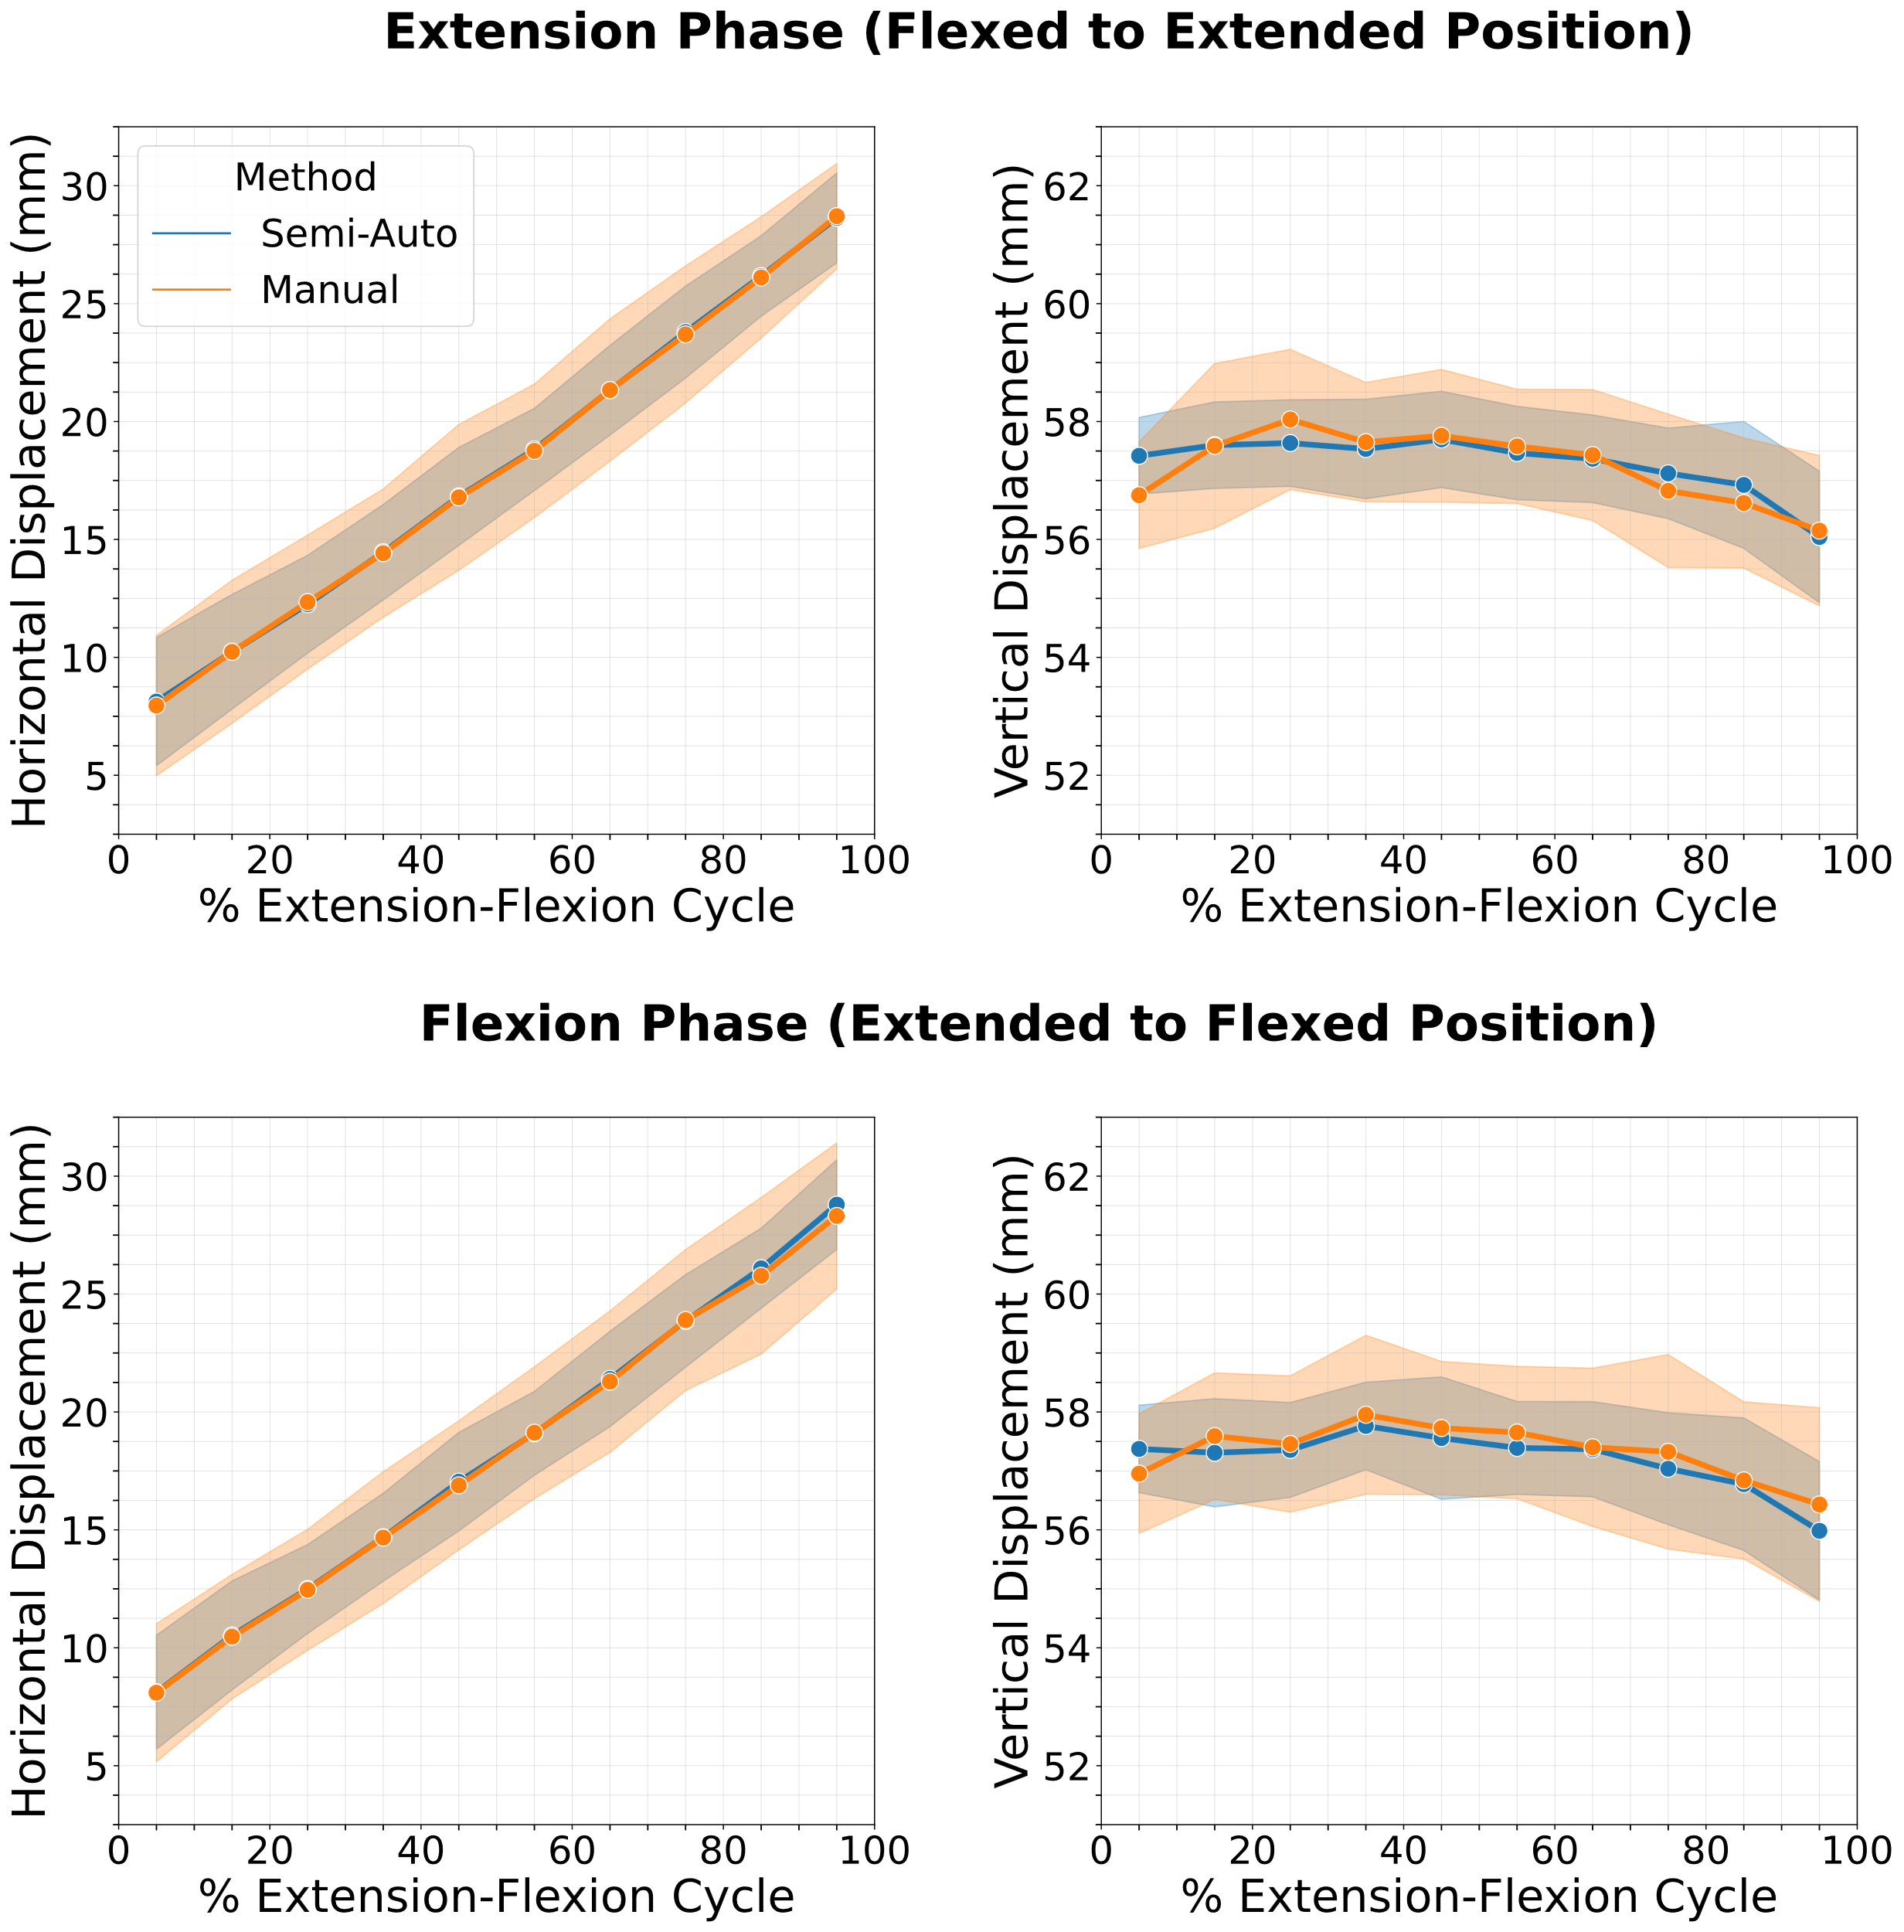 Extension Phase (Flexed to Extended Position)
Horizontal Displacement (mm)
30
25
20
15
10
5
Method
Semi-Auto
Manual
0 20 40 60 80 100
% Extension-Flexion Cycle
Vertical Displacement (mm)
62
60
58
56
54
52
0 20 40 60 80 100
% Extension-Flexion Cycle
Flexion Phase (Extended to Flexed Position)
Horizontal Displacement (mm)
30
25
20
15
10
5
0 20 40 60 80 100
% Extension-Flexion Cycle
Vertical Displacement (mm)
62
60
58
56
54
52
0 20 40 60 80 100
% Extension-Flexion Cycle